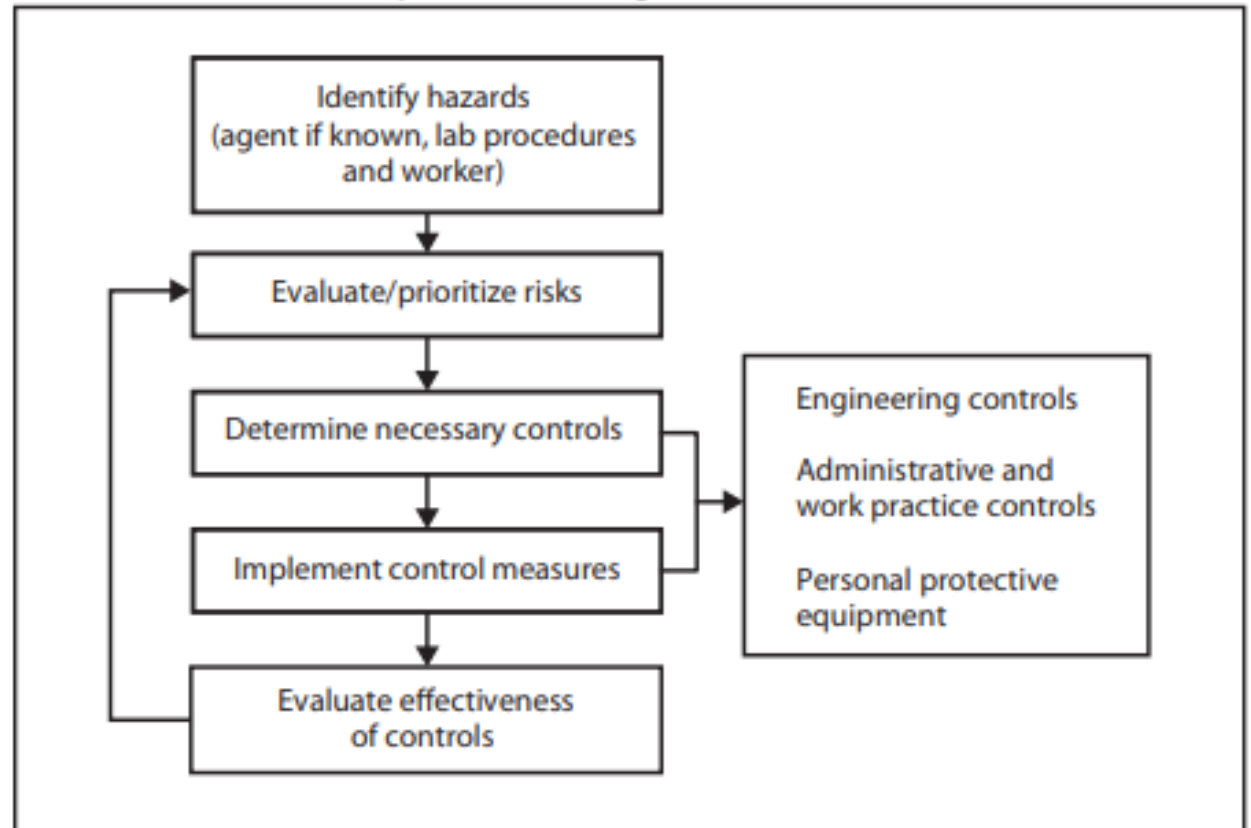 Identify hazards
(agent if known, lab procedures
and worker)
Evaluate/prioritize risks
Determine necessary controls
Implement control measures
Evaluate effectiveness
of controls
Engineering controls
Administrative and
work practice controls
Personal protective
equipment